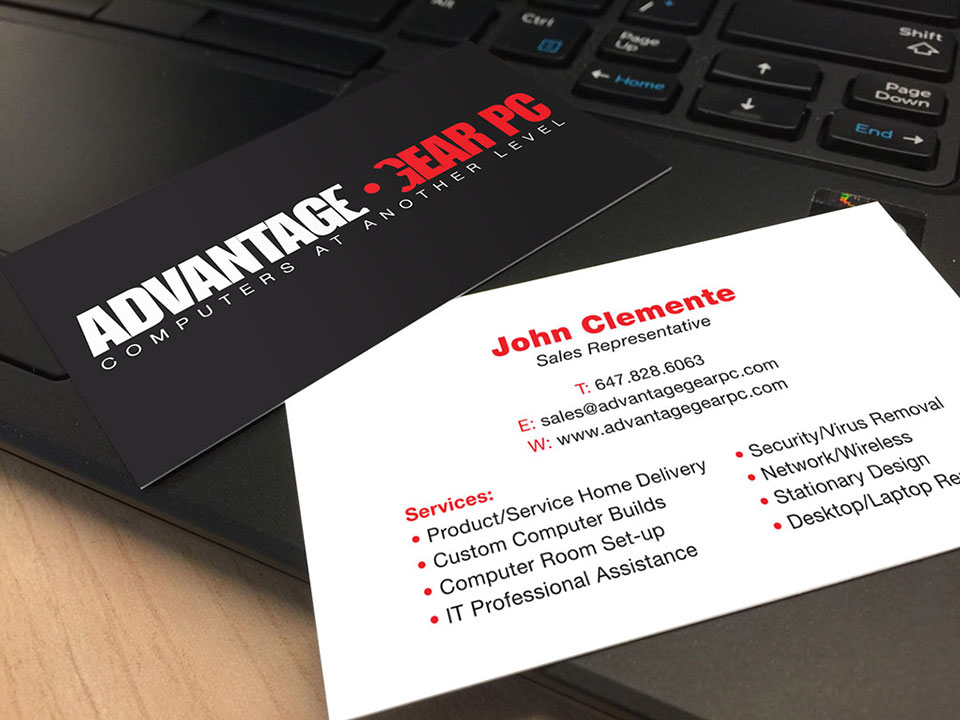 Alt
Ctrl
Page
Up
Home
Shift
Page
Down
End
ADVANTAGE • GEAR PC
COMPUTERS AT ANOTHER LEVEL
John Clemente
Sales Representative
T: 647.828.6063
E: sales@advantagegearpc.com
W: www.advantagegearpc.com
Services:
• Product/Service Home Delivery
• Custom Computer Builds
• Computer Room Set-up
• IT Professional Assistance
• Security/Virus Removal
• Network/Wireless
• Stationary Design
• Desktop/Laptop